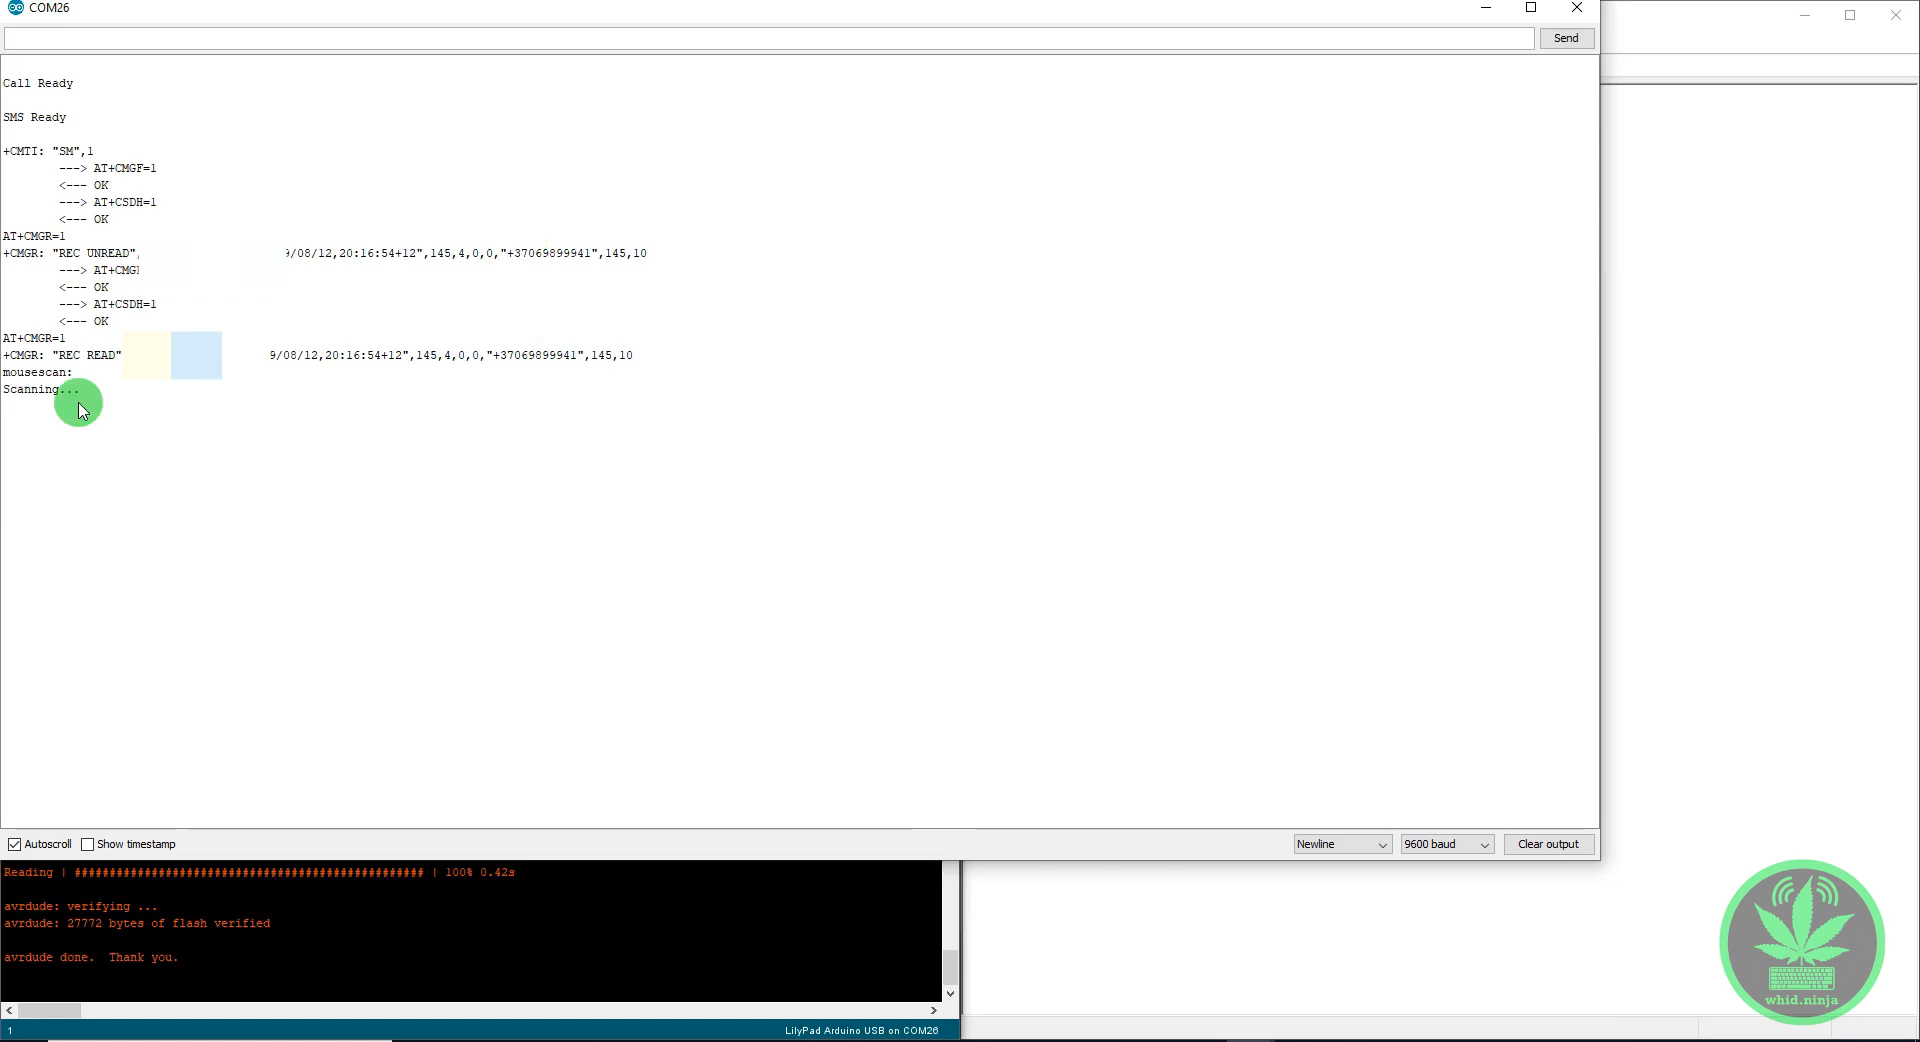 COM26
Send
Call Ready
SMS Ready
+CMTI: "SM",1
---> AT+CMGF=1
<--- OK
---> AT+CSDH=1
<--- OK
AT+CMGR=1
+CMGR: "REC UNREAD", 9/08/12,20:16:54+12",145,4,0,0,"+37069899941",145,10
---> AT+CMG
<--- OK
---> AT+CSDH=1
<--- OK
AT+CMGR=1
+CMGR: "REC READ" 9/08/12,20:16:54+12",145,4,0,0,"+37069899941",145,10
mousescan:
Scanning...
Autoscroll Show timestamp Newline 9600 baud Clear output
Reading | ################################################## | 100% 0.42s
avrdude: verifying ...
avrdude: 27772 bytes of flash verified
avrdude done.  Thank you.
1 LilyPad Arduino USB on COM26
whid.ninja